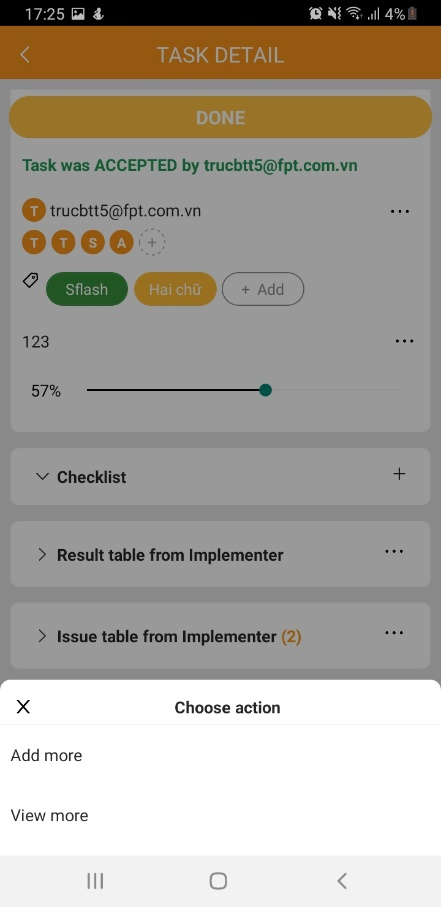 17:25 4%
TASK DETAIL
DONE
Task was ACCEPTED by trucbtt5@fpt.com.vn
T trucbtt5@fpt.com.vn ...
T T S A +
Sflash Hai chữ + Add
123 ...
57%
Checklist +
Result table from Implementer ...
Issue table from Implementer (2) ...
X Choose action
Add more
View more